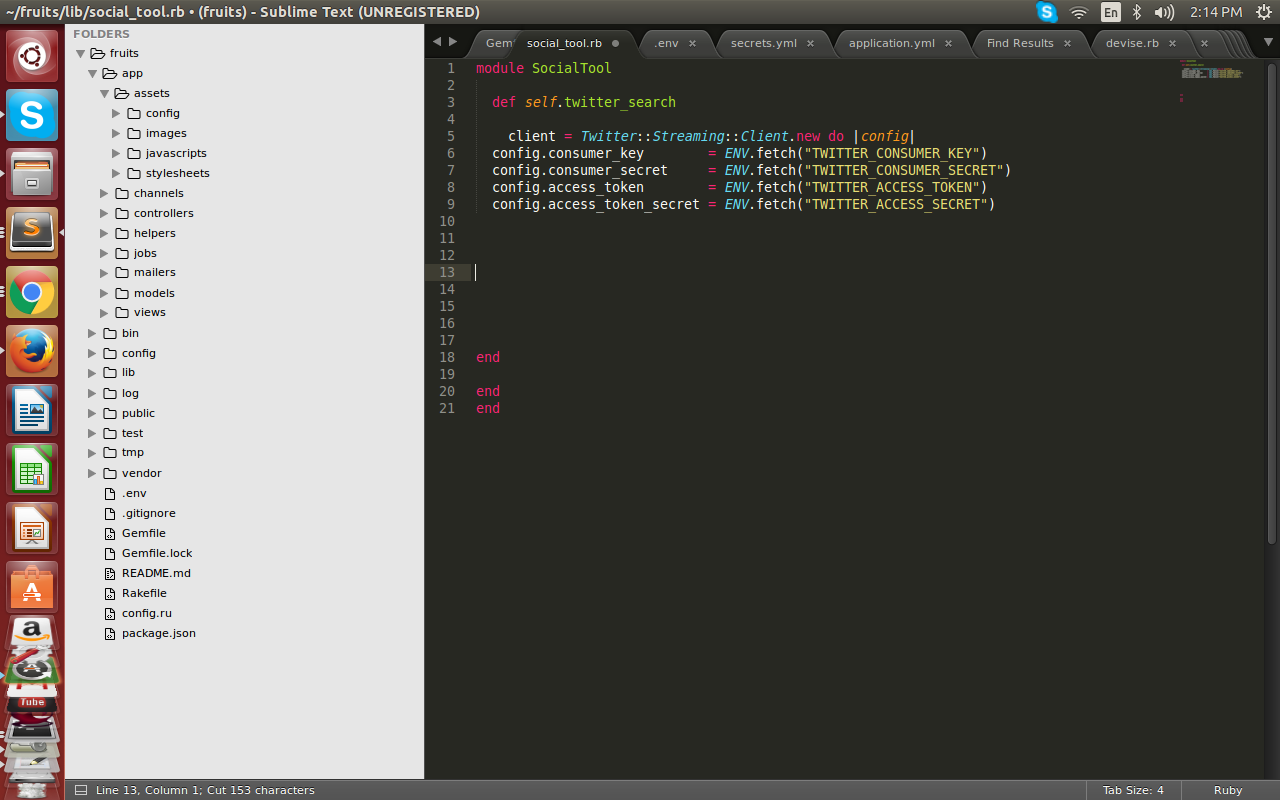 ~/fruits/lib/social_tool.rb • (fruits) - Sublime Text (UNREGISTERED)
En
2:14 PM
FOLDERS
fruits
app
assets
config
images
javascripts
stylesheets
channels
controllers
helpers
jobs
mailers
models
views
bin
config
lib
log
public
test
tmp
vendor
.env
.gitignore
Gemfile
Gemfile.lock
README.md
Rakefile
config.ru
package.json
Gem social_tool.rb .env secrets.yml application.yml Find Results devise.rb
1 module SocialTool
2
3 def self.twitter_search
4
5 client = Twitter::Streaming::Client.new do |config|
6 config.consumer_key = ENV.fetch("TWITTER_CONSUMER_KEY")
7 config.consumer_secret = ENV.fetch("TWITTER_CONSUMER_SECRET")
8 config.access_token = ENV.fetch("TWITTER_ACCESS_TOKEN")
9 config.access_token_secret = ENV.fetch("TWITTER_ACCESS_SECRET")
10
11
12
13
14
15
16
17
18 end
19
20 end
21 end
Tube
Line 13, Column 1; Cut 153 characters
Tab Size: 4
Ruby